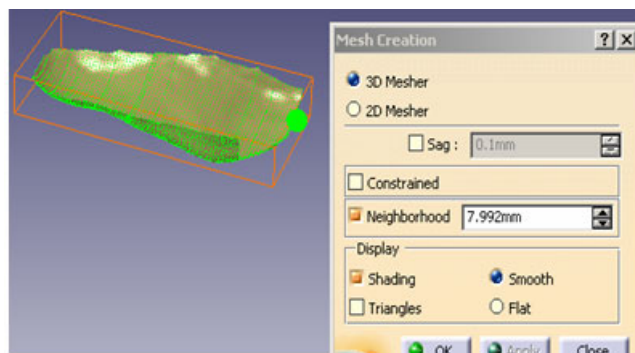 Mesh Creation
3D Mesher
2D Mesher
Sag : 0.1mm
Constrained
Neighborhood 7.992mm
Display
Shading Smooth
Triangles Flat
OK Apply Close